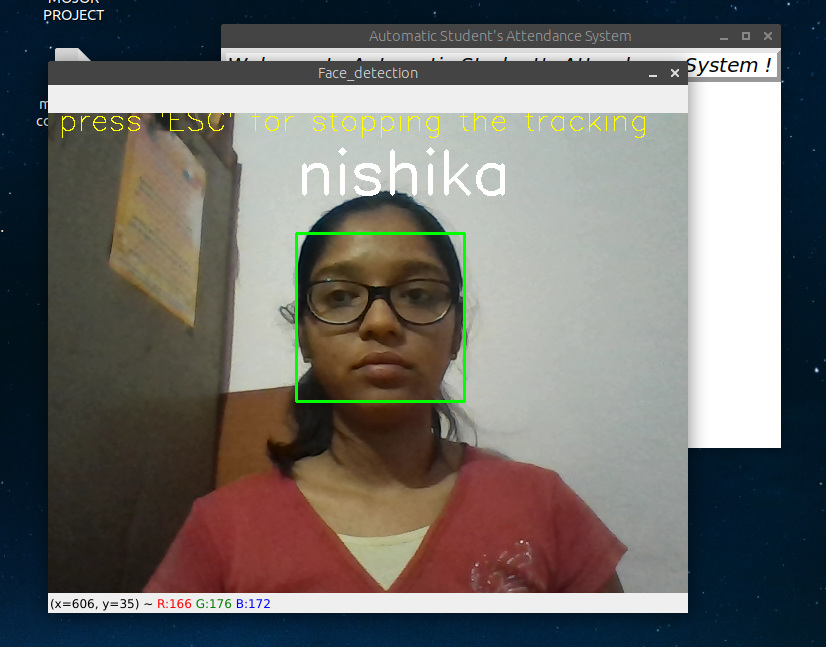 MOJOR
PROJECT
Automatic Student's Attendance System
System !
Face_detection
press 'ESC' for stopping the tracking
nishika
(x=606, y=35) ~ R:166 G:176 B:172